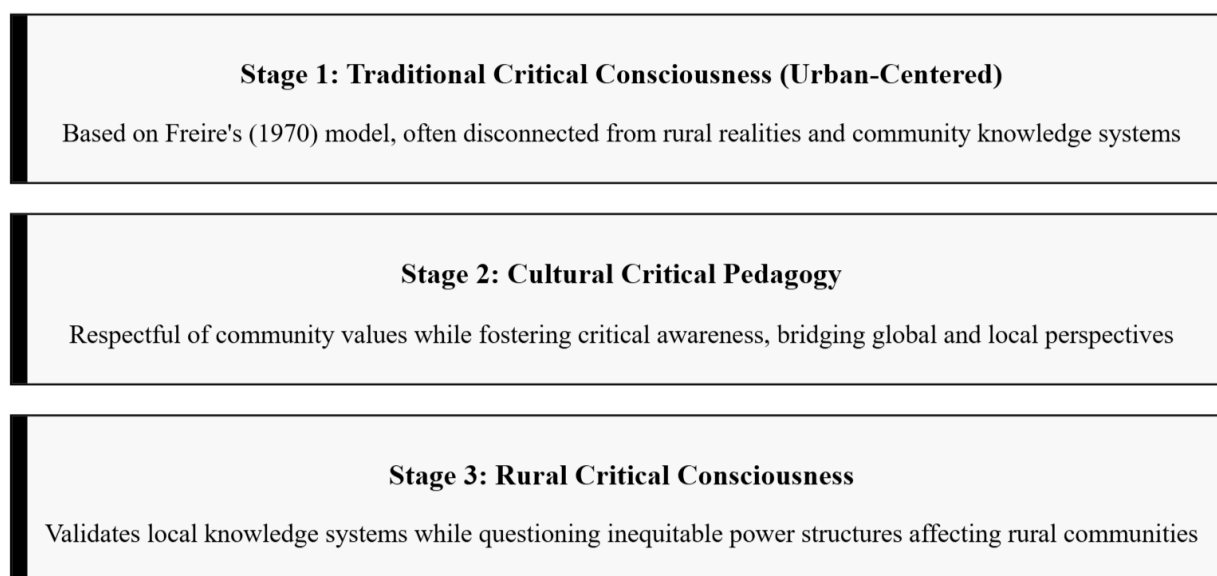 Stage 1: Traditional Critical Consciousness (Urban-Centered)
Based on Freire's (1970) model, often disconnected from rural realities and community knowledge systems
Stage 2: Cultural Critical Pedagogy
Respectful of community values while fostering critical awareness, bridging global and local perspectives
Stage 3: Rural Critical Consciousness
Validates local knowledge systems while questioning inequitable power structures affecting rural communities